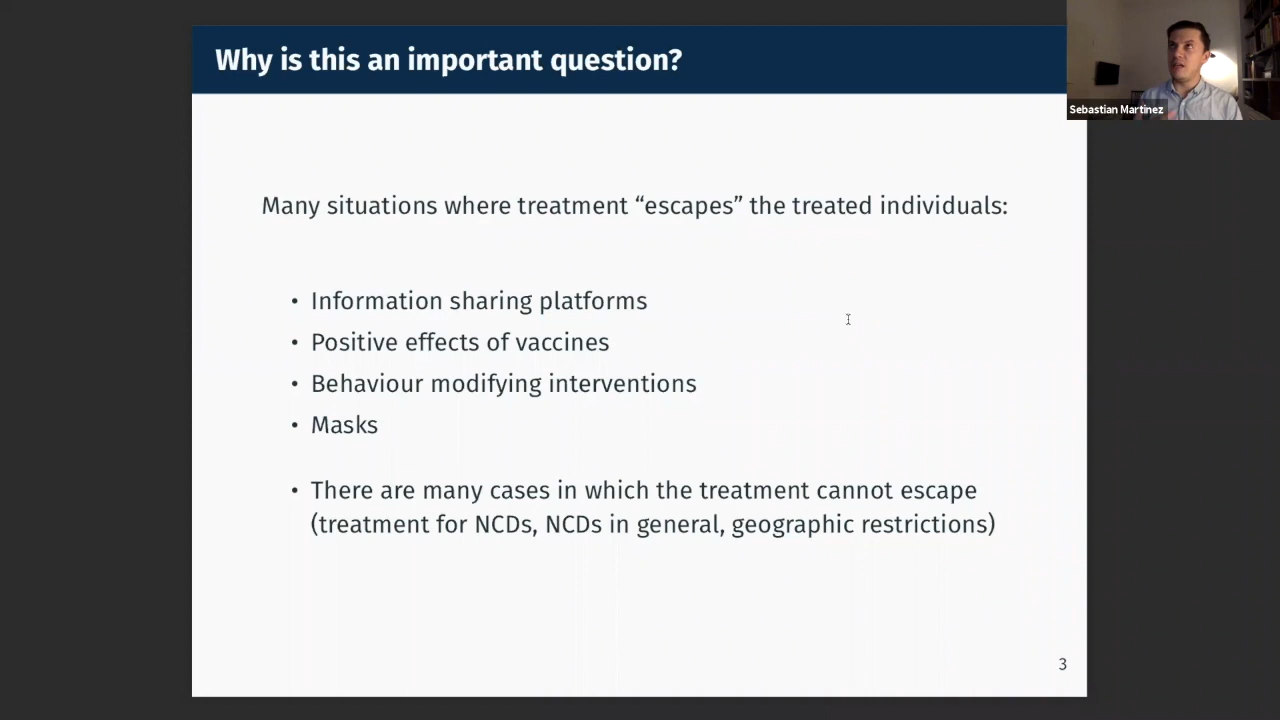 Why is this an important question?
Sebastian Martinez
Many situations where treatment “escapes” the treated individuals:
• Information sharing platforms
• Positive effects of vaccines
• Behaviour modifying interventions
• Masks
• There are many cases in which the treatment cannot escape
(treatment for NCDs, NCDs in general, geographic restrictions)
3